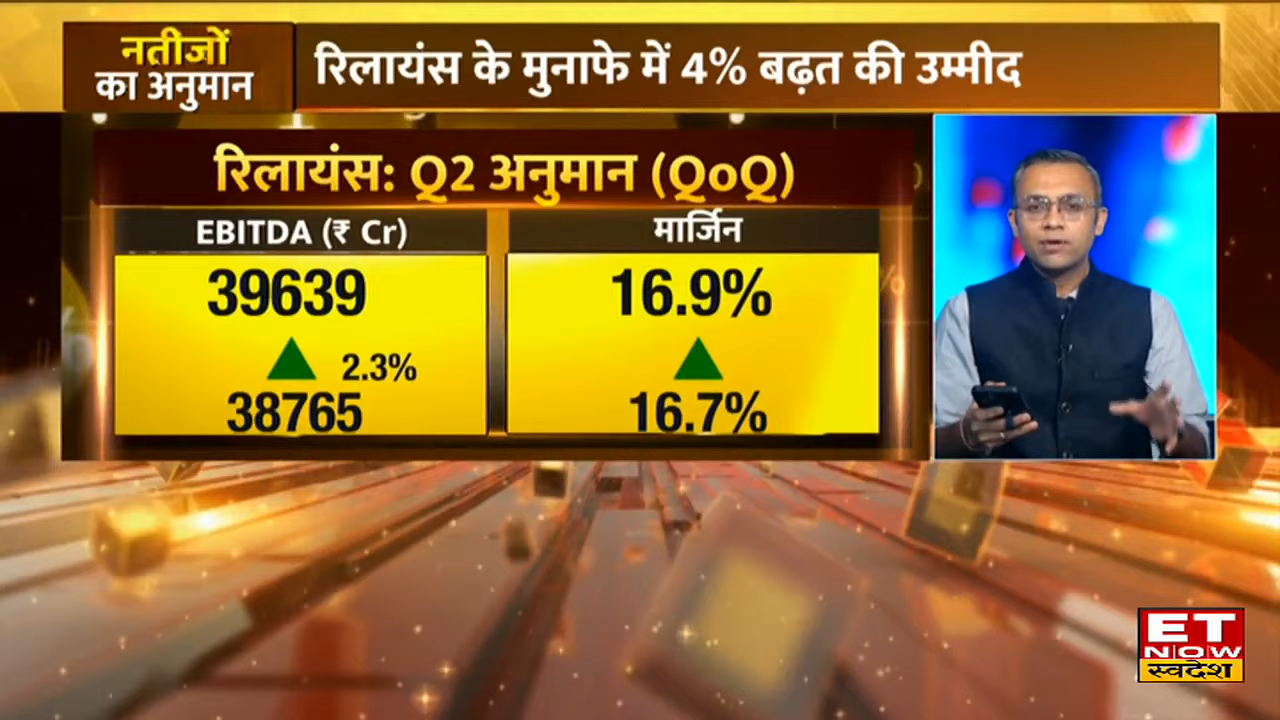 नतीजों
का अनुमान
रिलायंस के मुनाफे में 4% बढ़त की उम्मीद
रिलायंस: Q2 अनुमान (QoQ)
EBITDA (₹ Cr)
मार्जिन
39639
16.9%
2.3%
38765
16.7%
ET
NOW
स्वदेश